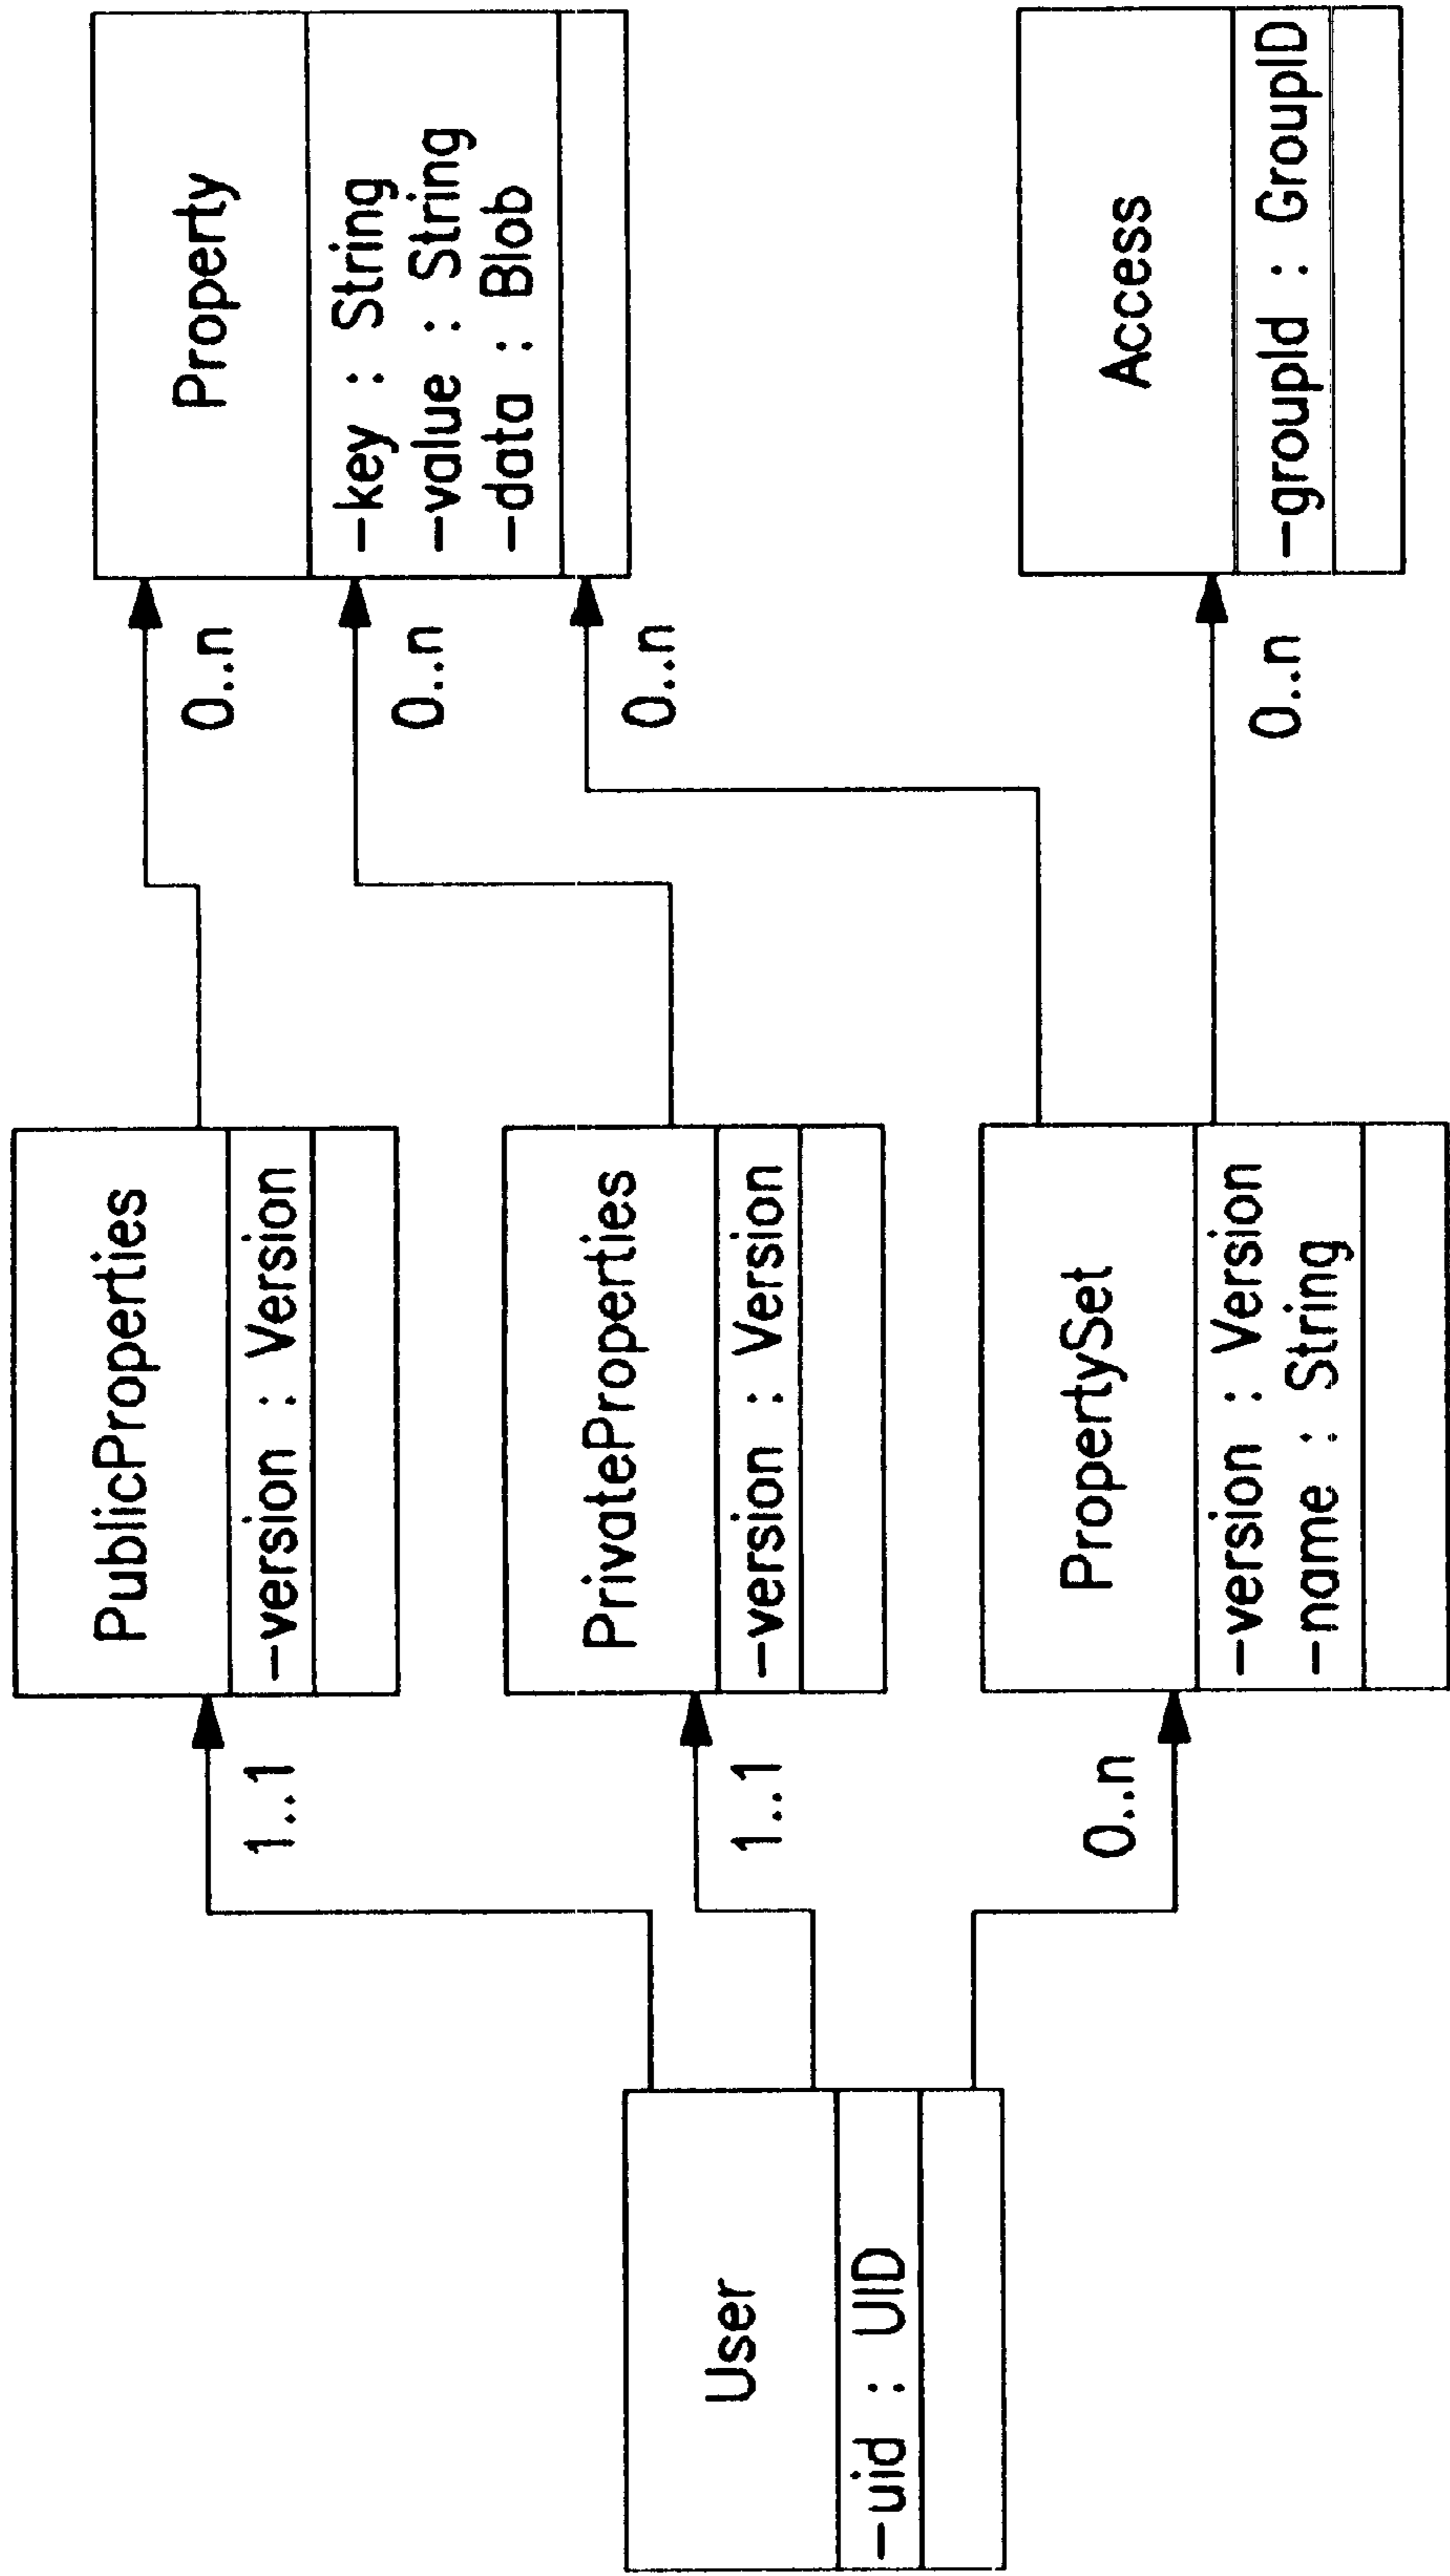 User
-uid : UID
1..1
1..1
0..n
PublicProperties
-version : Version
PrivateProperties
-version : Version
PropertySet
-version : Version
-name : String
0..n
0..n
0..n
0..n
Property
-key : String
-value : String
-data : Blob
Access
-groupId : GroupID